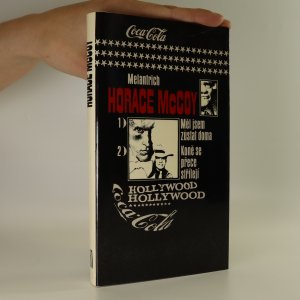 Coca-Cola
Melantrich
HORACE McCOY
1) Měl jsem
zůstat doma
2) Koně se
přece
střílejí
HOLLYWOOD
HOLLYWOOD
Coca-Cola
HORACE McCOY